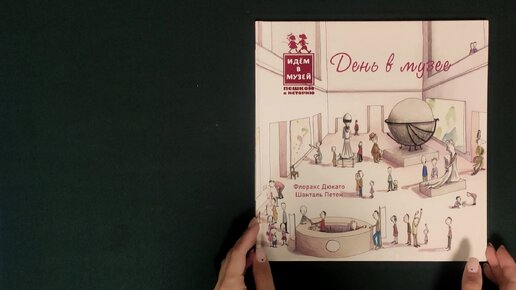 ИДЁМ
В
МУЗЕЙ
ПЕШКОМ
В ИСТОРИЮ
День в музее
Флоранс Дюкато
Шанталь Петен